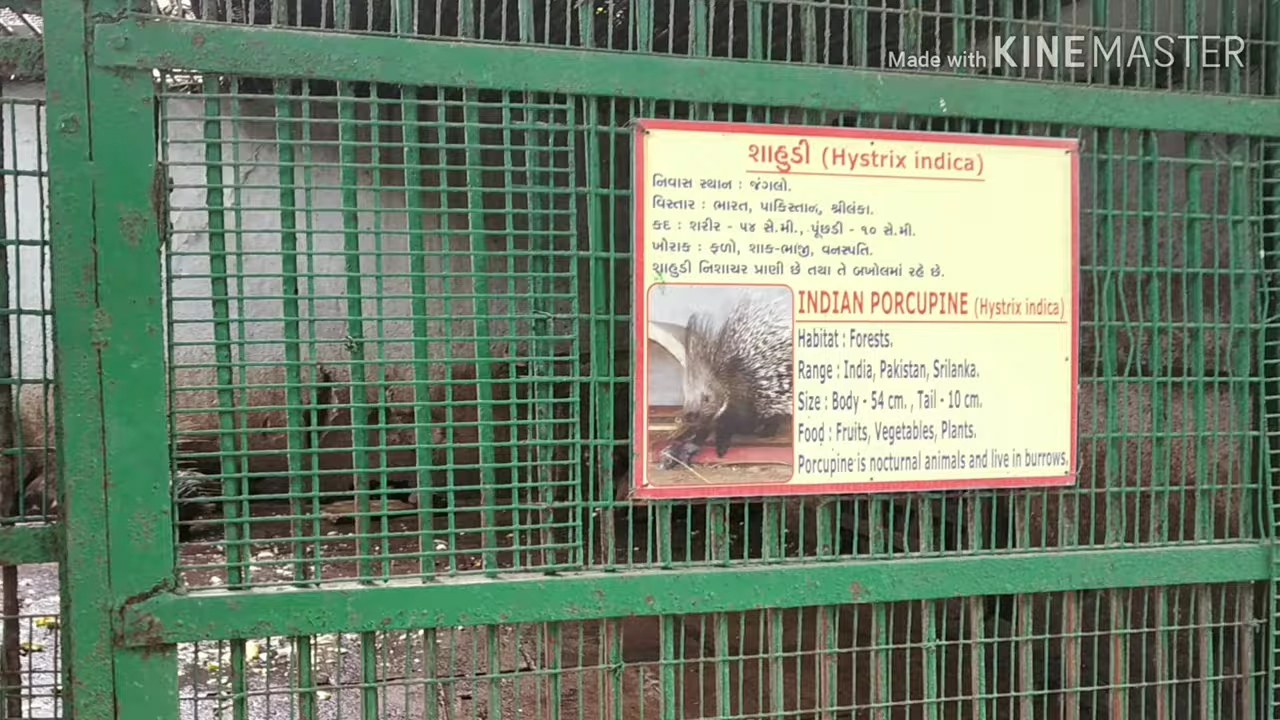 Made with KINEMASTER
શાહુડી (Hystrix indica)
નિવાસ સ્થાન : જંગલો.
વિસ્તાર : ભારત, પાકિસ્તાન, શ્રીલંકા.
કદ : શરીર - ૫૪ સે.મી., પૂંછડી - ૧૦ સે.મી.
ખોરાક : ફળો, શાક-ભાજી, વનસ્પતિ.
શાહુડી નિશાચર પ્રાણી છે તથા તે બખોલમાં રહે છે.
INDIAN PORCUPINE (Hystrix indica)
Habitat : Forests.
Range : India, Pakistan, Srilanka.
Size : Body - 54 cm. , Tail - 10 cm.
Food : Fruits, Vegetables, Plants.
Porcupine is nocturnal animals and live in burrows.